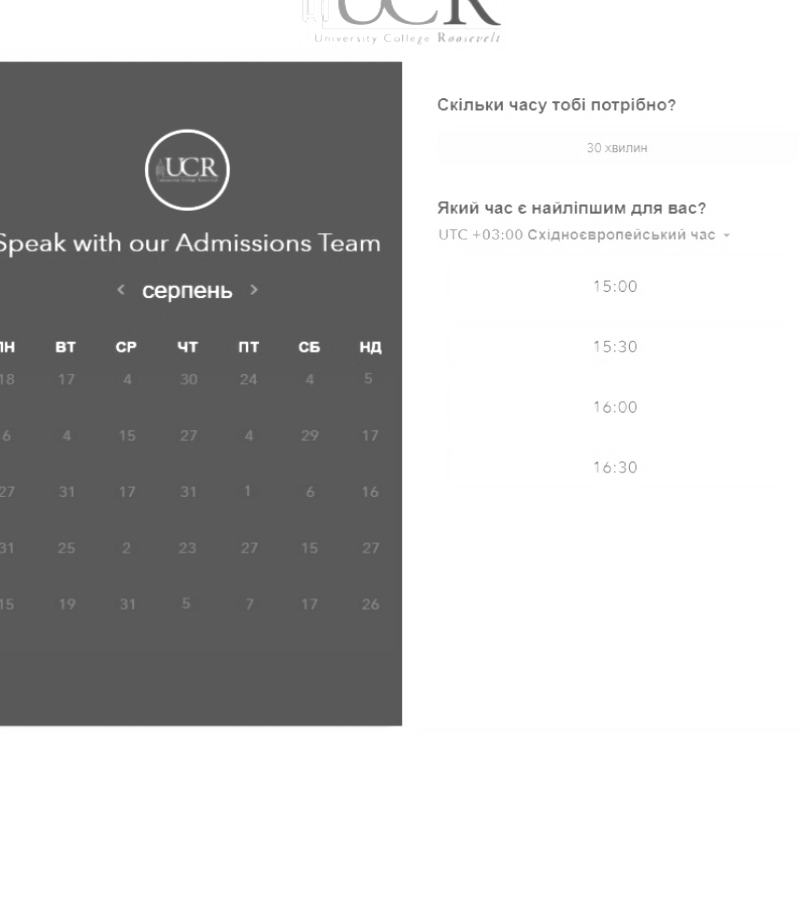 UCR
University College Roosevelt
UCR
Speak with our Admissions Team
серпень
ПН ВТ СР ЧТ ПТ СБ НД
18 17 4 30 24 4 5
6 4 15 27 4 29 17
27 31 17 31 1 6 16
31 25 2 23 27 15 27
15 19 31 5 7 17 26
Скільки часу тобі потрібно?
30 хвилин
Який час є найліпшим для вас?
UTC +03:00 Східноєвропейський час
15:00
15:30
16:00
16:30